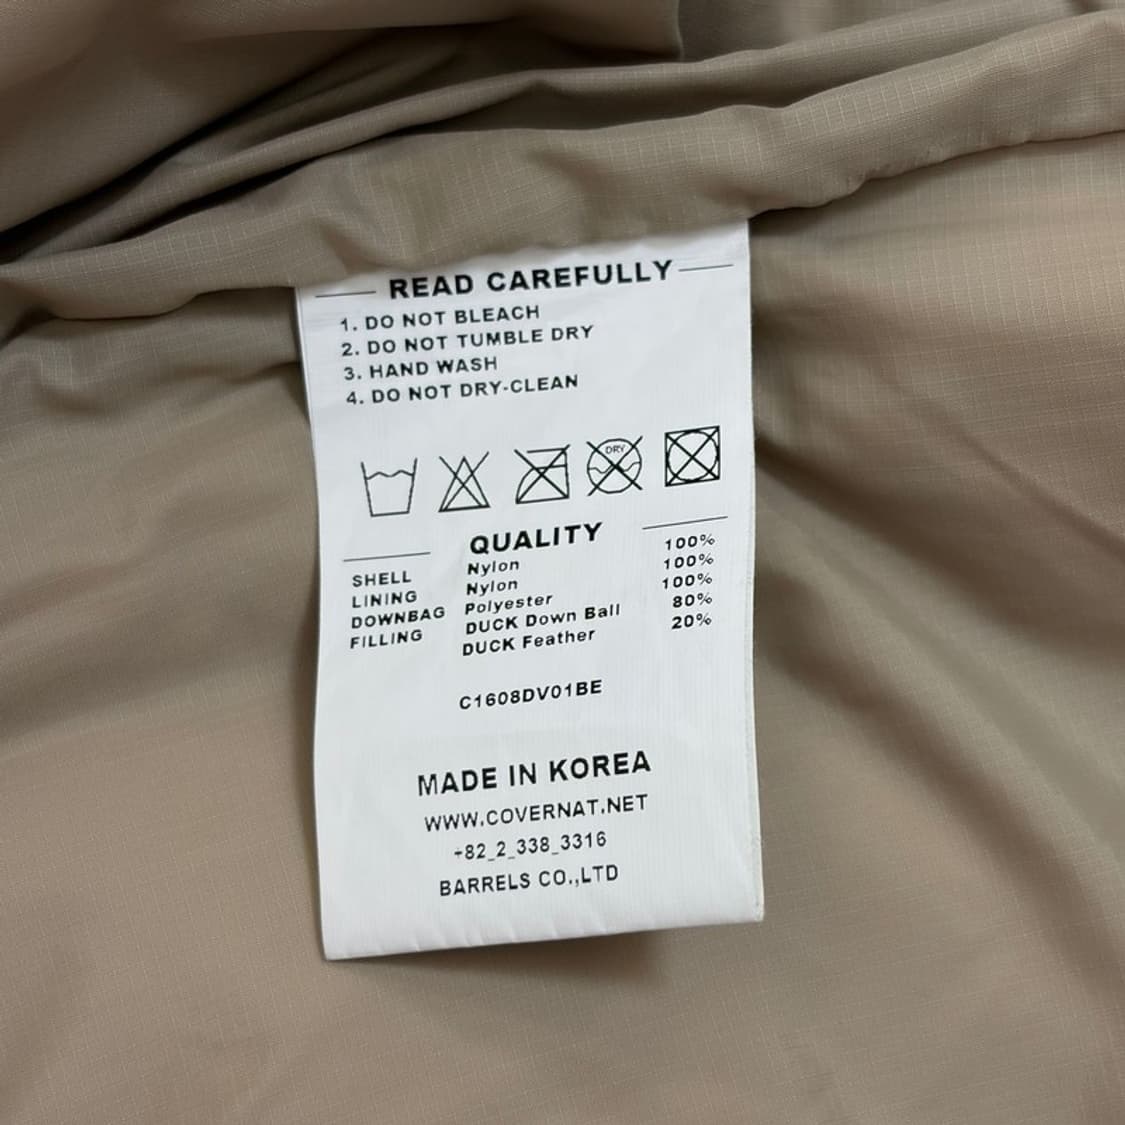 READ CAREFULLY
1. DO NOT BLEACH
2. DO NOT TUMBLE DRY
3. HAND WASH
4. DO NOT DRY-CLEAN
DRY
QUALITY
SHELL Nylon 100%
LINING Nylon 100%
DOWNBAG Polyester 100%
FILLING DUCK Down Ball 80%
DUCK Feather 20%
C1608DV01BE
MADE IN KOREA
WWW.COVERNAT.NET
+82_2_338_3316
BARRELS CO.,LTD